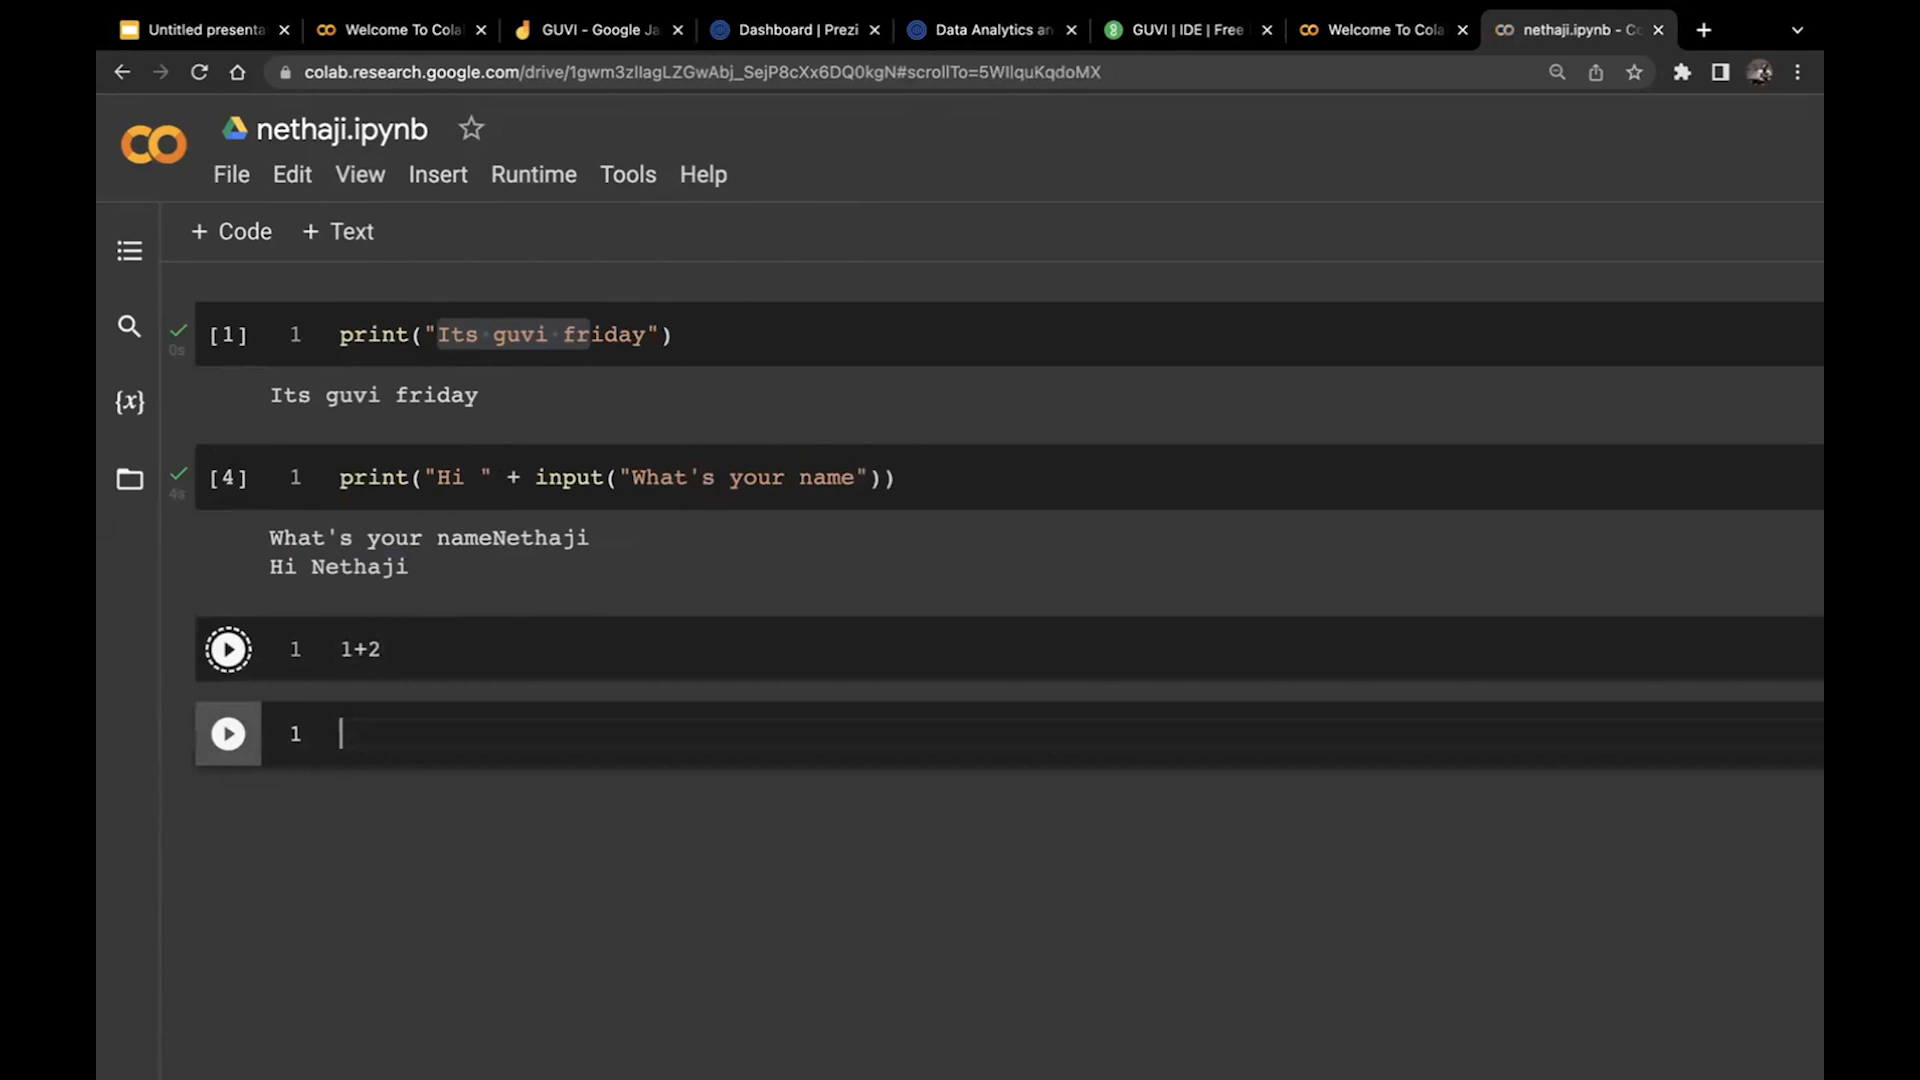 Untitled presenta
Welcome To Cola
GUVI - Google Ja
Dashboard | Prezi
Data Analytics an
GUVI | IDE | Free
Welcome To Cola
nethaji.ipynb - Co
colab.research.google.com/drive/1gwm3zlIagLZGwAbj_SejP8cXx6DQ0kgN#scrollTo=5WIlquKqdoMX
nethaji.ipynb
File Edit View Insert Runtime Tools Help
+ Code + Text
[1] 1 print("Its guvi friday")
0s
Its guvi friday
{x}
[4] 1 print("Hi " + input("What's your name"))
4s
What's your nameNethaji
Hi Nethaji
1 1+2
1